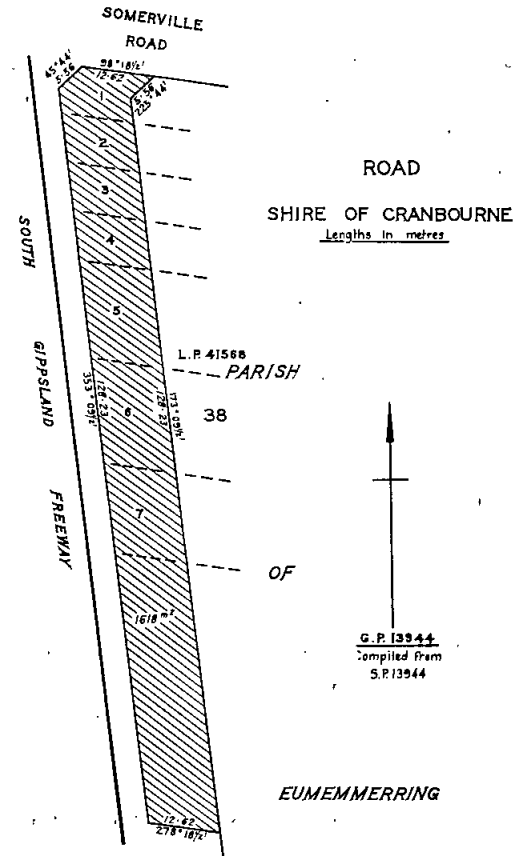 SOMERVILLE
ROAD
45°44'
5·56
98°18½'
12·62
5·56
225°44'
1
2
3
4
5
6
7
ROAD
SHIRE OF CRANBOURNE
Lengths in metres
SOUTH
GIPPSLAND
FREEWAY
L.P. 41568
PARISH
353°09½'
128·23
128·23
173°09½'
38
OF
1618 m²
G.P. 13944
Compiled from
S.P. 13944
EUMEMMERRING
12·62
278°18½'